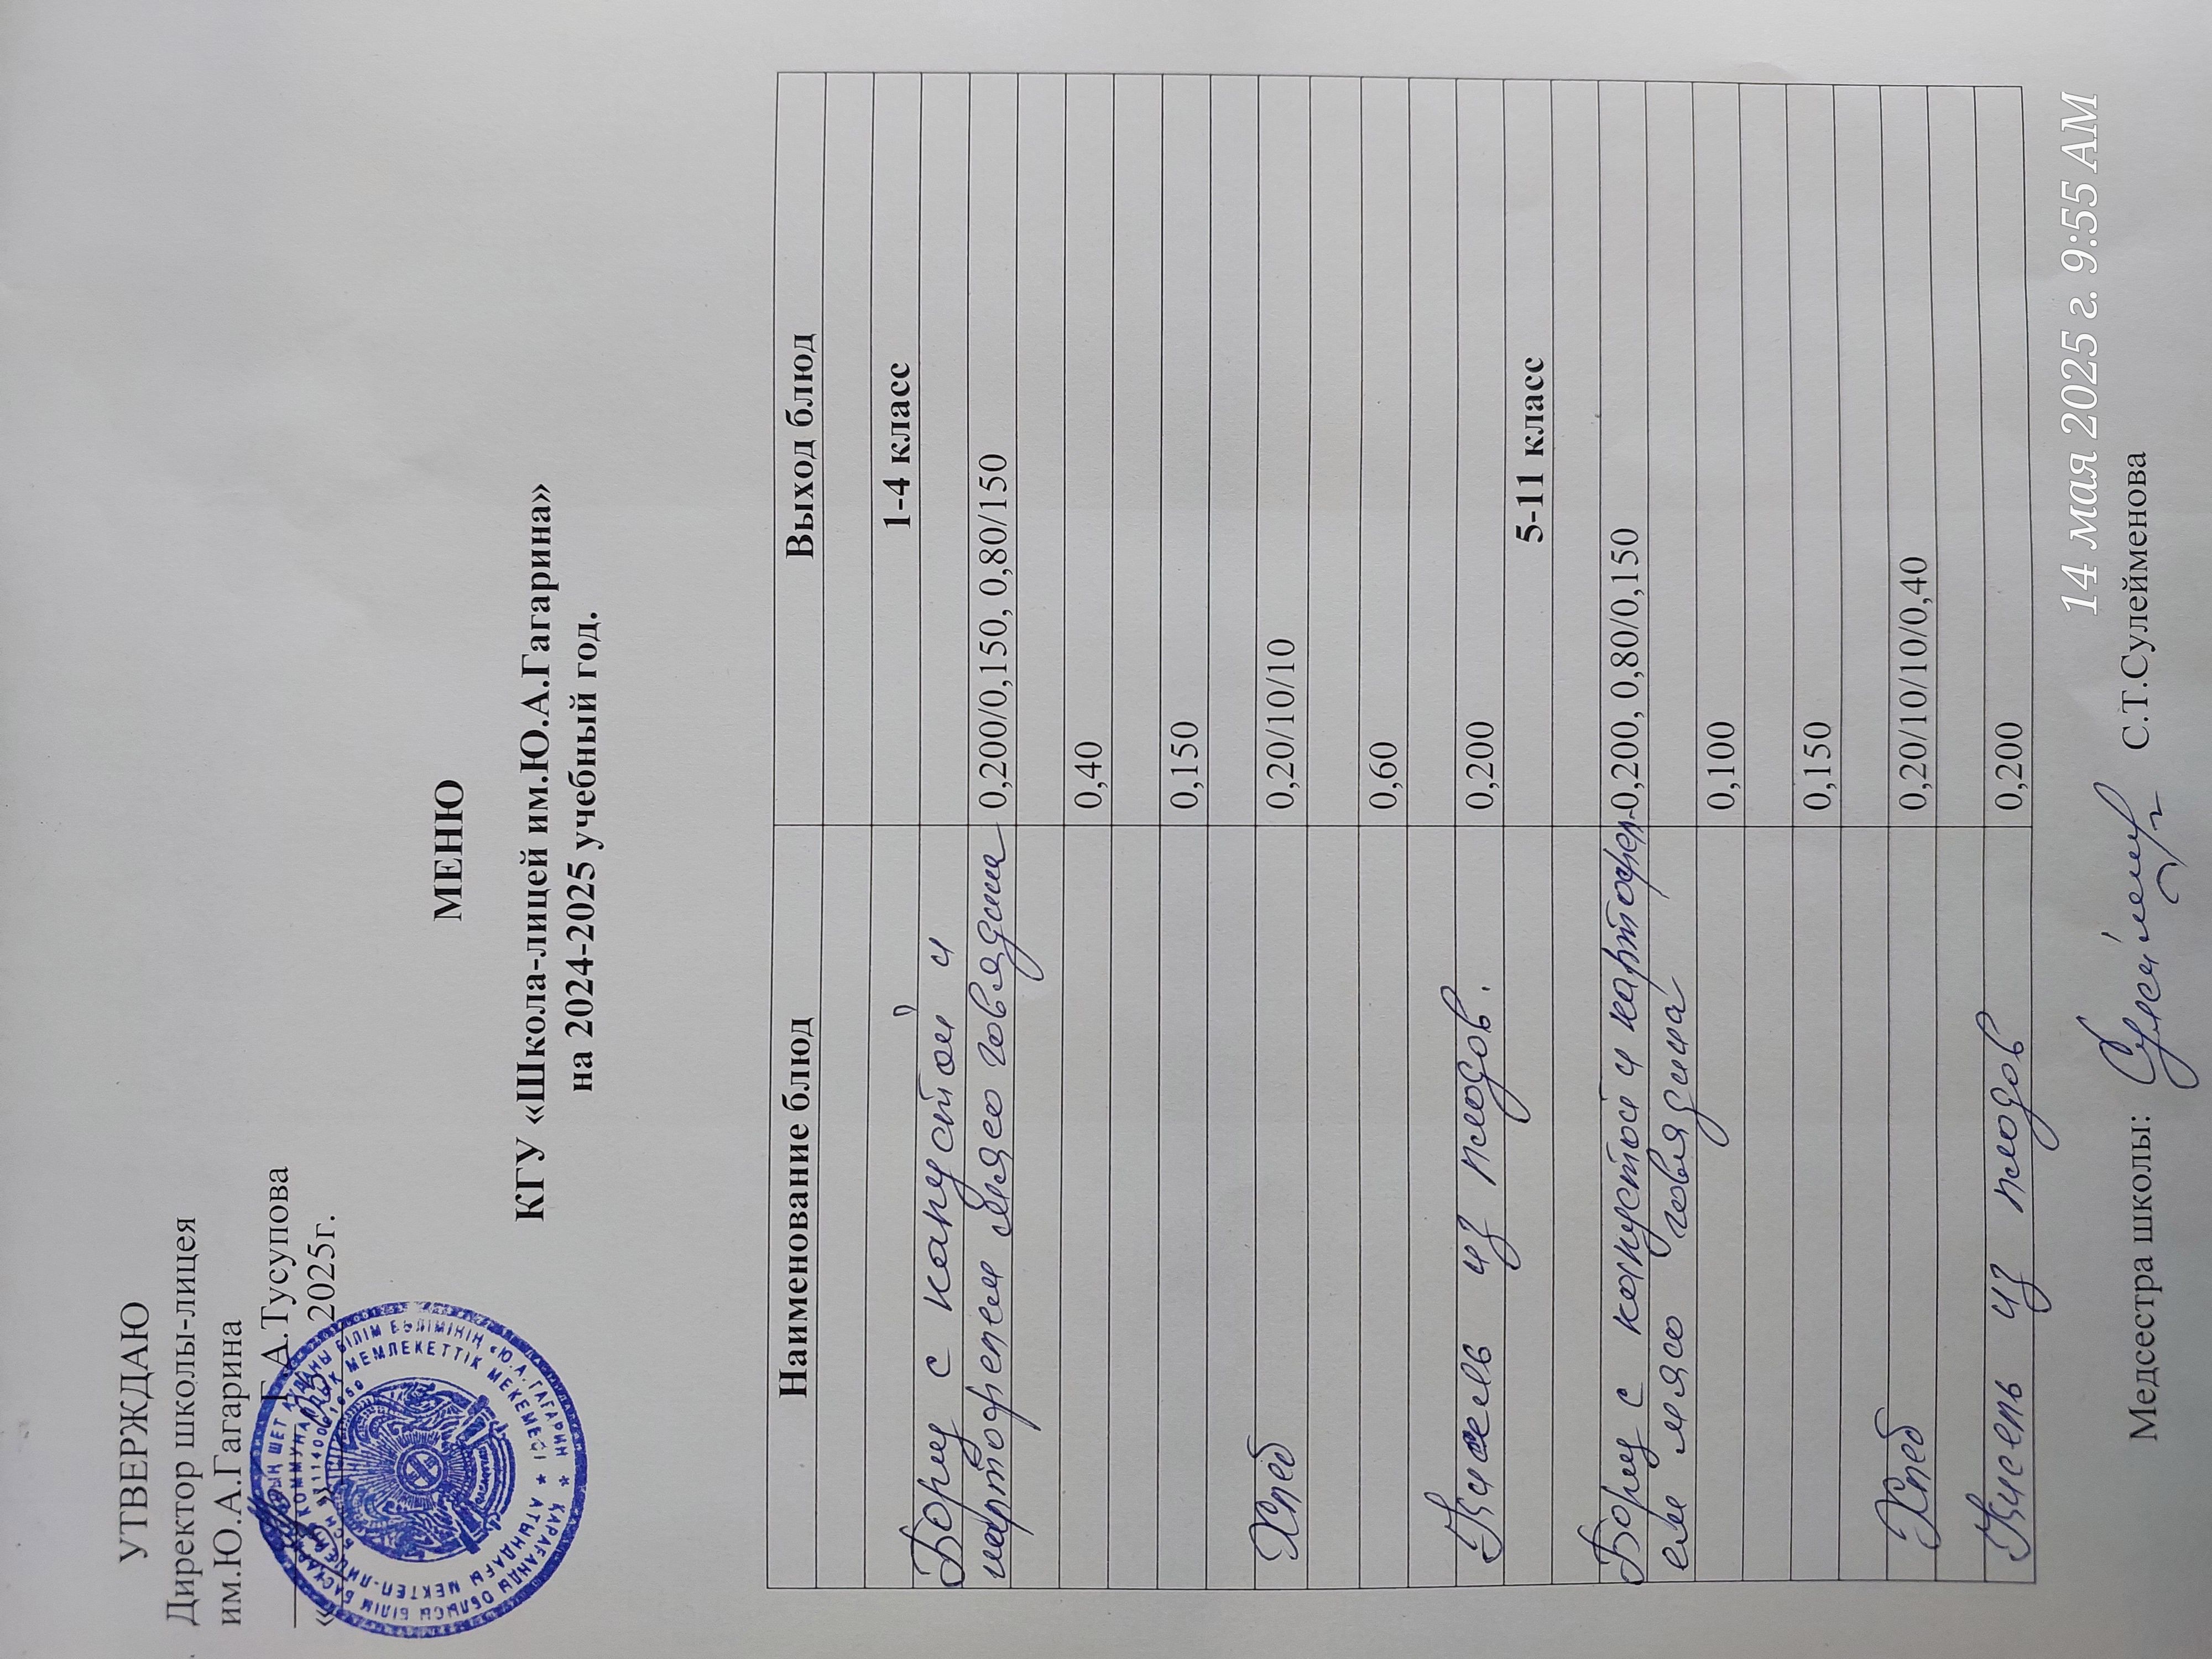 УТВЕРЖДАЮ
Директор школы-лицея
им.Ю.А.Гагарина
Г.А.Тусупова
« » 2025г.
МЕНЮ
КГУ «Школа-лицей им.Ю.А.Гагарина»
на 2024-2025 учебный год.
Наименование блюд Выход блюд
1-4 класс
Борщ с капустой и
картофелем мясо говядина 0,200/0,150, 0,80/150
0,40
0,150
Хлеб 0,20/10/10
0,60
Кисель из плодов. 0,200
5-11 класс
Борщ с капустой и картофел- 0,200, 0,80/0,150
ем мясо говядина
0,100
0,150
Хлеб 0,20/10/10/0,40
Кисель из плодов 0,200
14 мая 2025 г. 9:55 AM
Медсестра школы: С.Т.Сулейменова